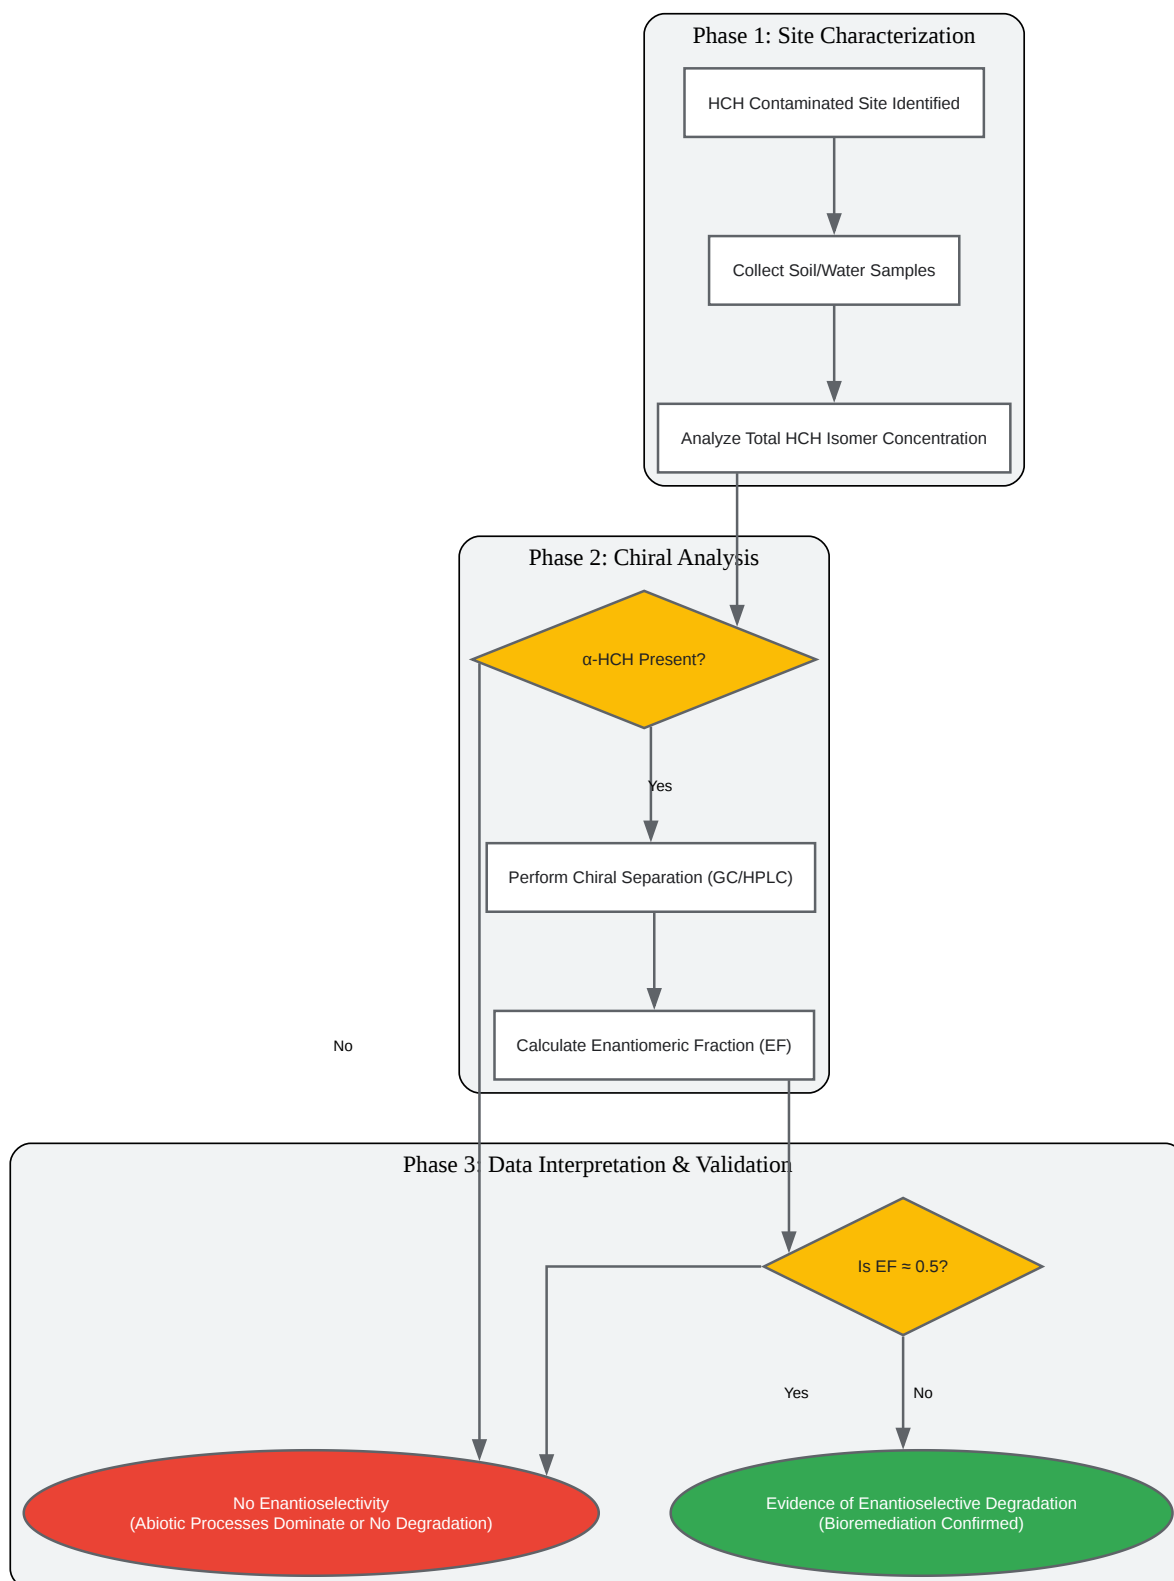 Phase 1: Site Characterization
HCH Contaminated Site Identified
Collect Soil/Water Samples
Analyze Total HCH Isomer Concentration
Phase 2: Chiral Analysis
α-HCH Present?
Yes
Perform Chiral Separation (GC/HPLC)
No
Calculate Enantiomeric Fraction (EF)
Phase 3: Data Interpretation & Validation
Is EF ≈ 0.5?
Yes
No
No Enantioselectivity
(Abiotic Processes Dominate or No Degradation)
Evidence of Enantioselective Degradation
(Bioremediation Confirmed)